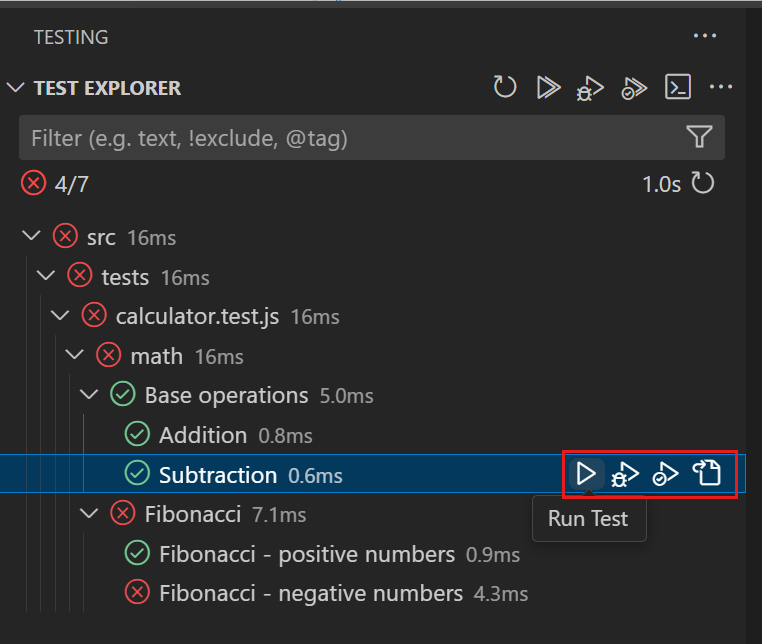 TESTING
TEST EXPLORER
Filter (e.g. text, !exclude, @tag)
4/7 1.0s
src 16ms
tests 16ms
calculator.test.js 16ms
math 16ms
Base operations 5.0ms
Addition 0.8ms
Subtraction 0.6ms
Fibonacci 7.1ms
Run Test
Fibonacci - positive numbers 0.9ms
Fibonacci - negative numbers 4.3ms